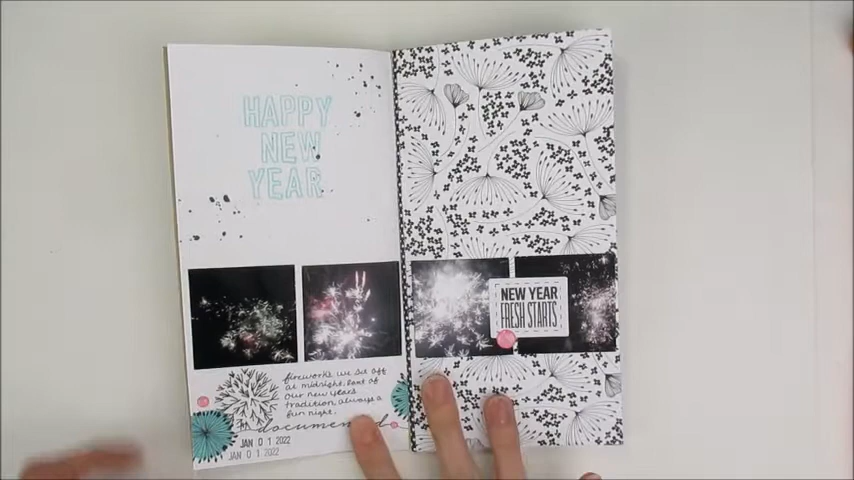 HAPPY
NEW
YEAR
NEW YEAR
FRESH STARTS
fireworks we set off
at midnight. Part of
our new years
tradition. always a
fun night.
#documented
JAN 0 1 2022
JAN 0 1 2022